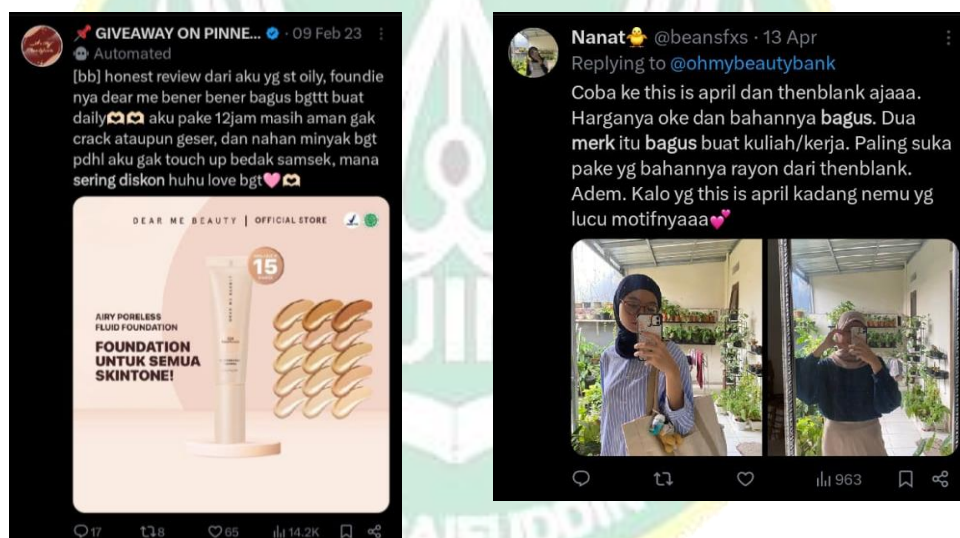 📌 GIVEAWAY ON PINNE... · 09 Feb 23
Automated
[bb] honest review dari aku yg st oily, foundie
nya dear me bener bener bagus bgttt buat
daily🫶🫶 aku pake 12jam masih aman gak
crack ataupun geser, dan nahan minyak bgt
pdhl aku gak touch up bedak samsek, mana
sering diskon huhu love bgt🩷🫶
DEAR ME BEAUTY | OFFICIAL STORE
15
AIRY PORELESS
FLUID FOUNDATION
FOUNDATION
UNTUK SEMUA
SKINTONE!
17 8 65 14.2K
Nanat🐥 @beansfxs · 13 Apr
Replying to @ohmybeautybank
Coba ke this is april dan thenblank ajaaa.
Harganya oke dan bahannya bagus. Dua
merk itu bagus buat kuliah/kerja. Paling suka
pake yg bahannya rayon dari thenblank.
Adem. Kalo yg this is april kadang nemu yg
lucu motifnyaaa💕
963